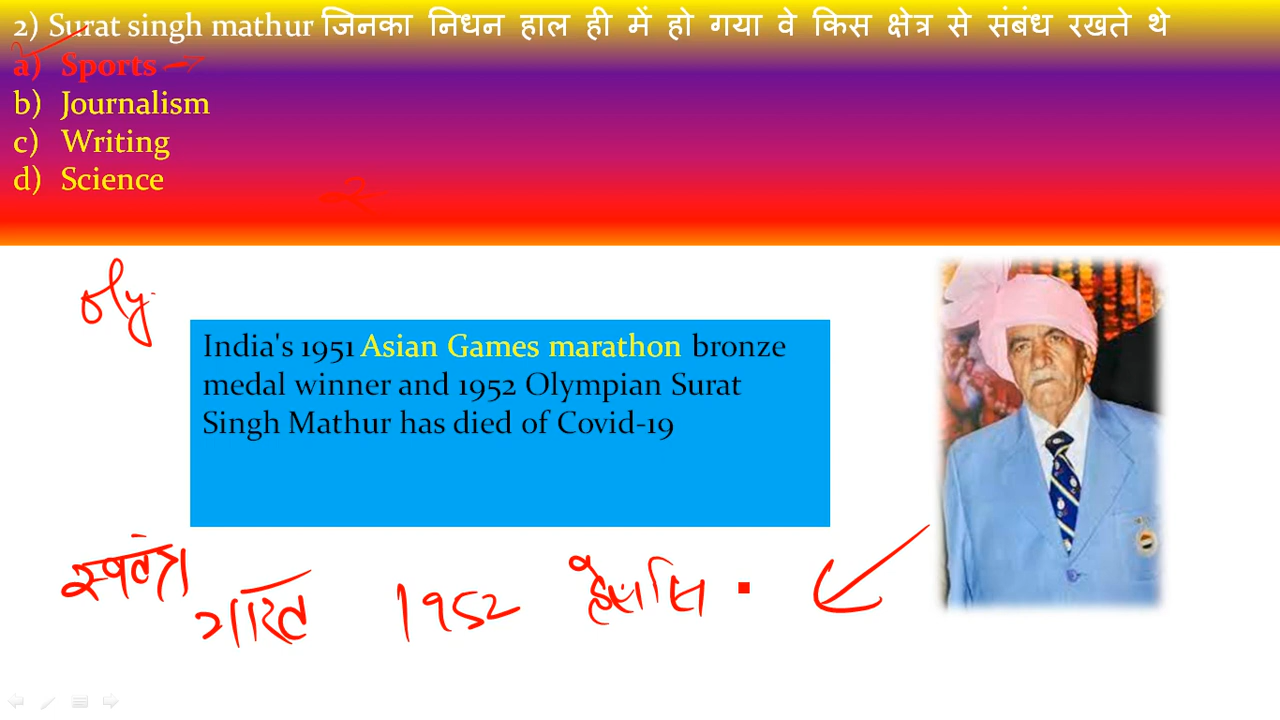 2) Surat singh mathur जिनका निधन हाल ही में हो गया वे किस क्षेत्र से संबंध रखते थे
a) Sports
b) Journalism
c) Writing
d) Science
oly.
India's 1951 Asian Games marathon bronze
medal winner and 1952 Olympian Surat
Singh Mathur has died of Covid-19
स्वतंत्र
भारत 1952